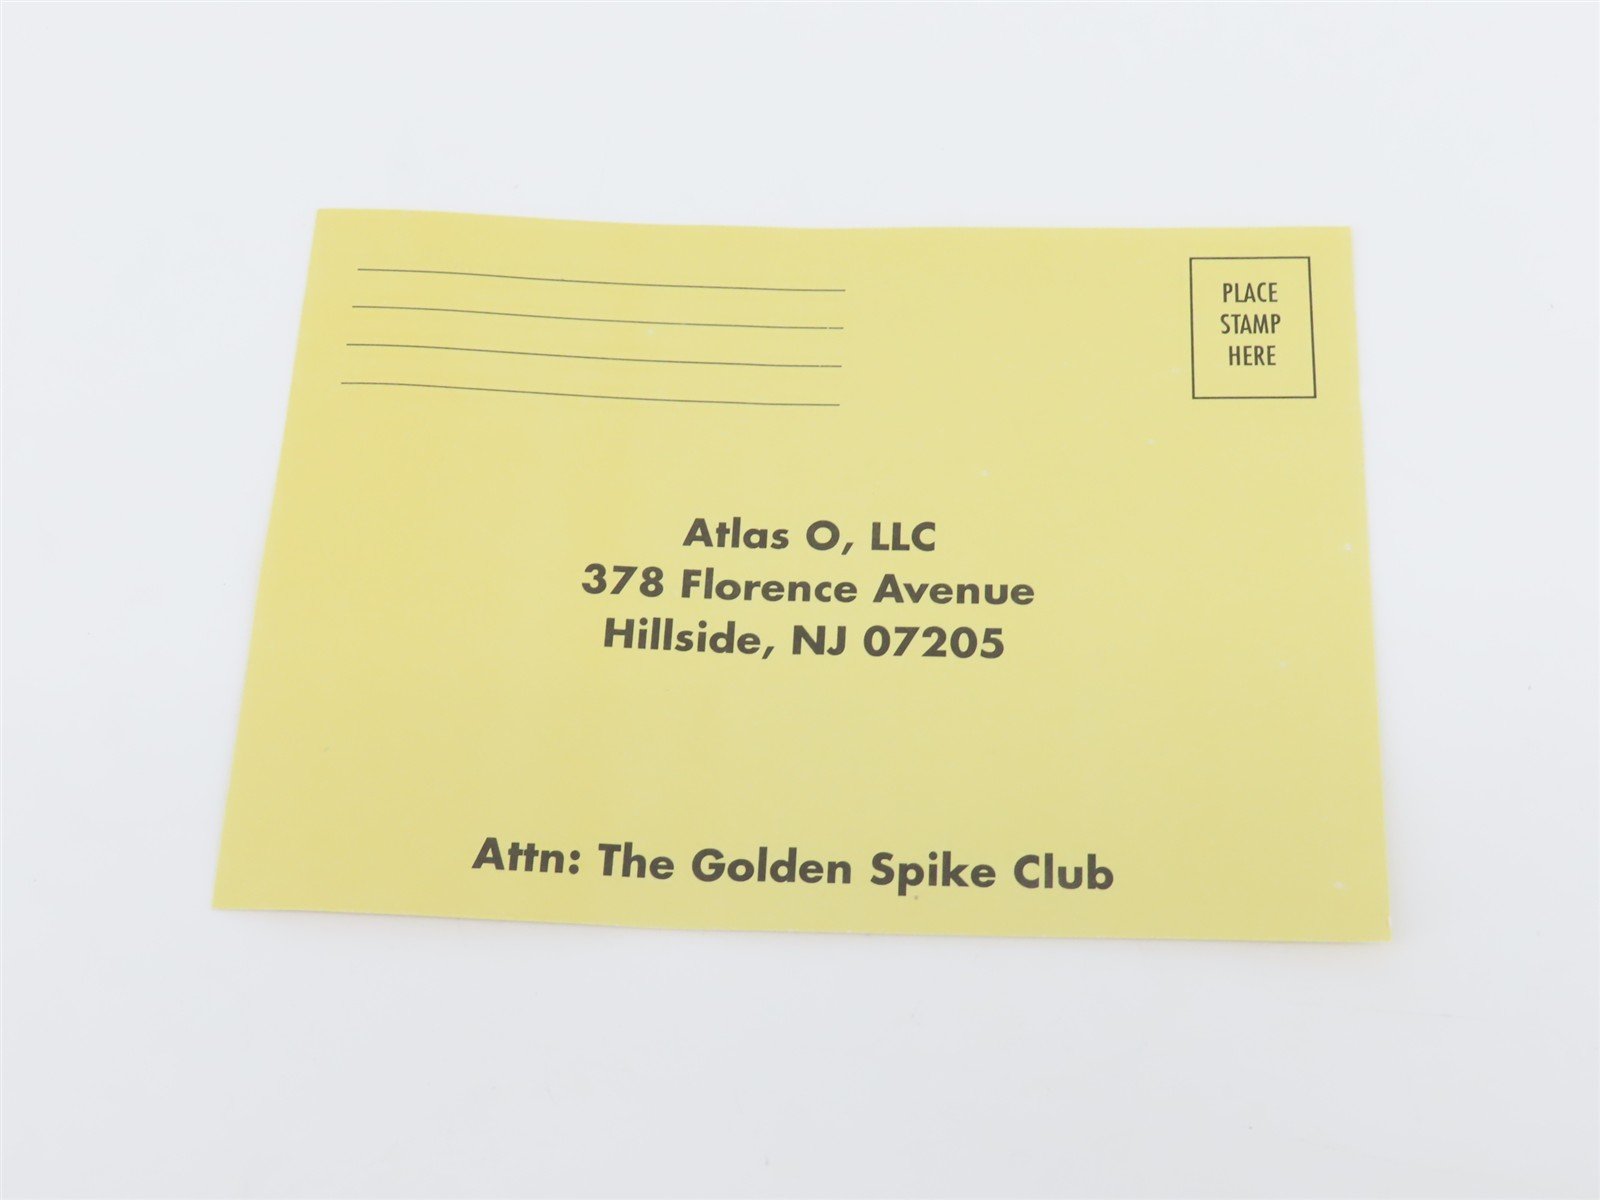 PLACE
STAMP
HERE
Atlas O, LLC
378 Florence Avenue
Hillside, NJ 07205
Attn: The Golden Spike Club